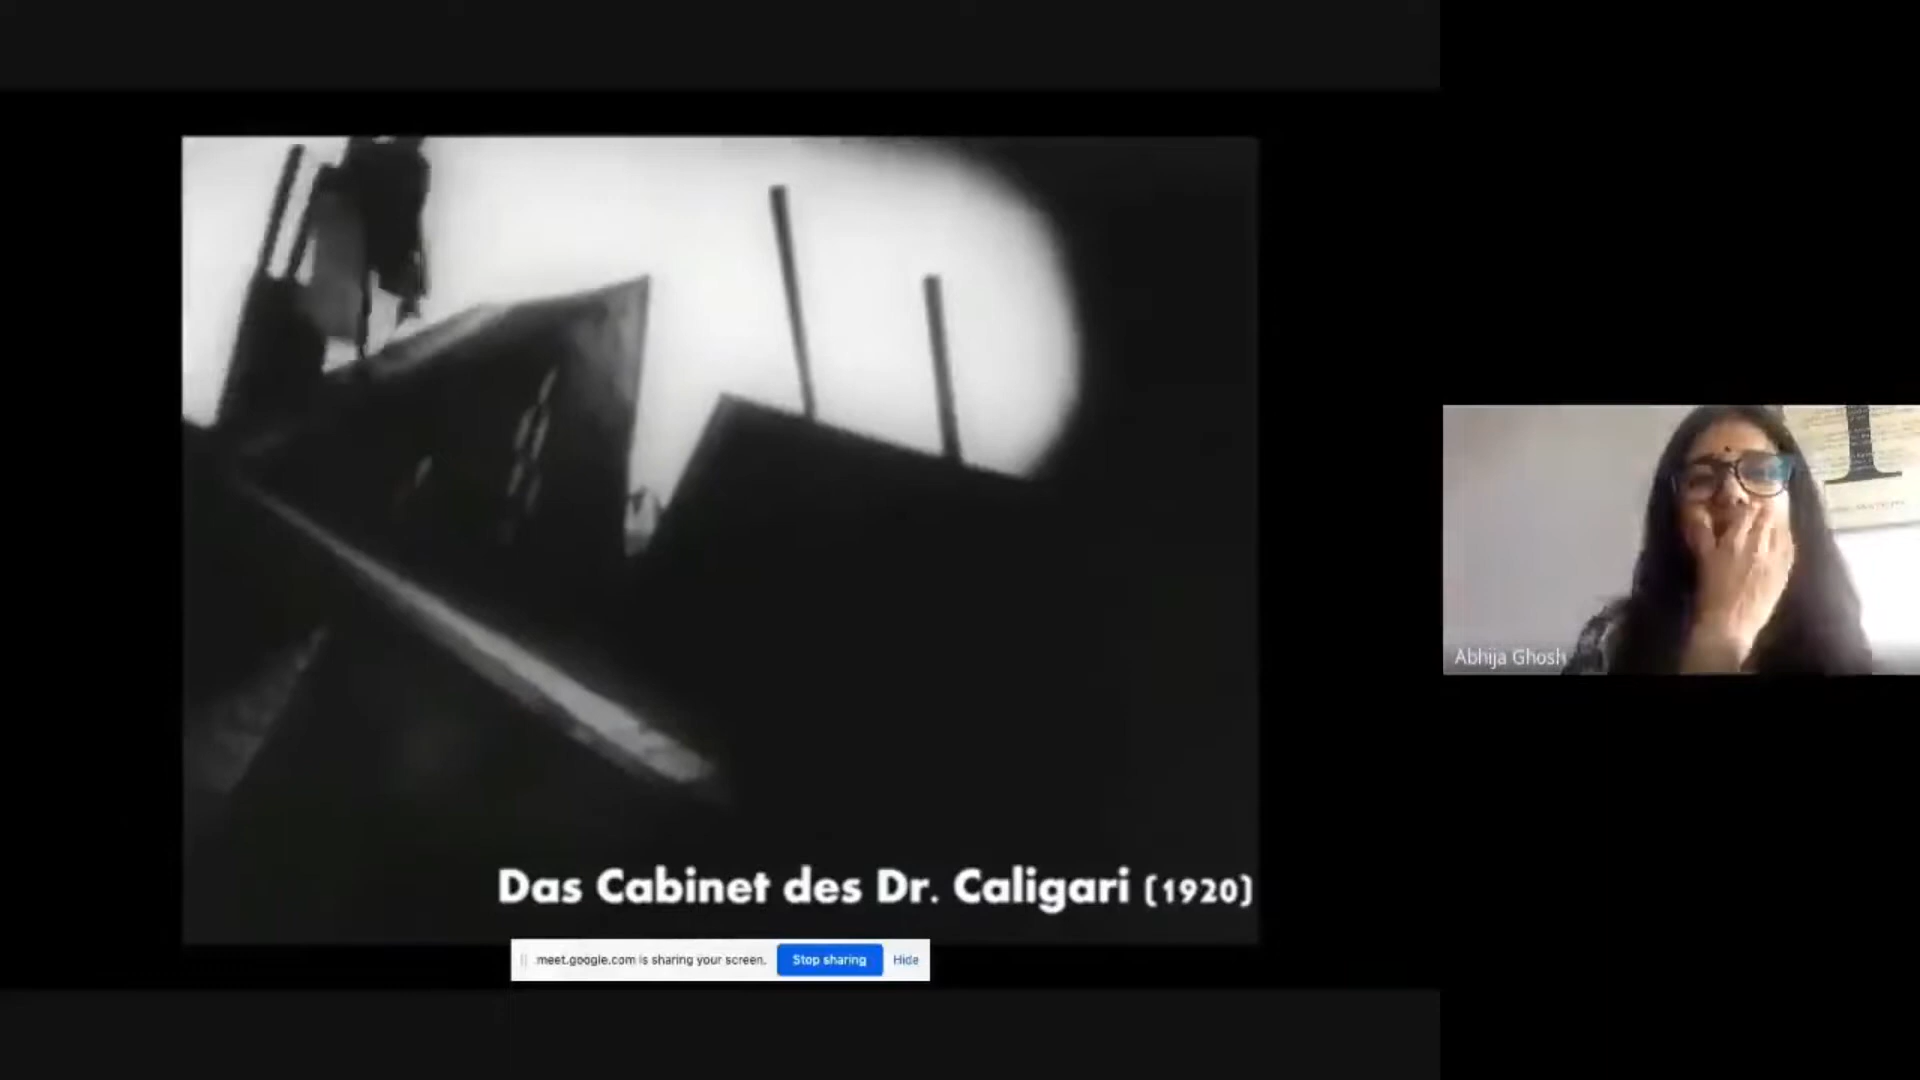 Das Cabinet des Dr. Caligari (1920)
meet.google.com is sharing your screen. Stop sharing Hide
Abhija Ghosh